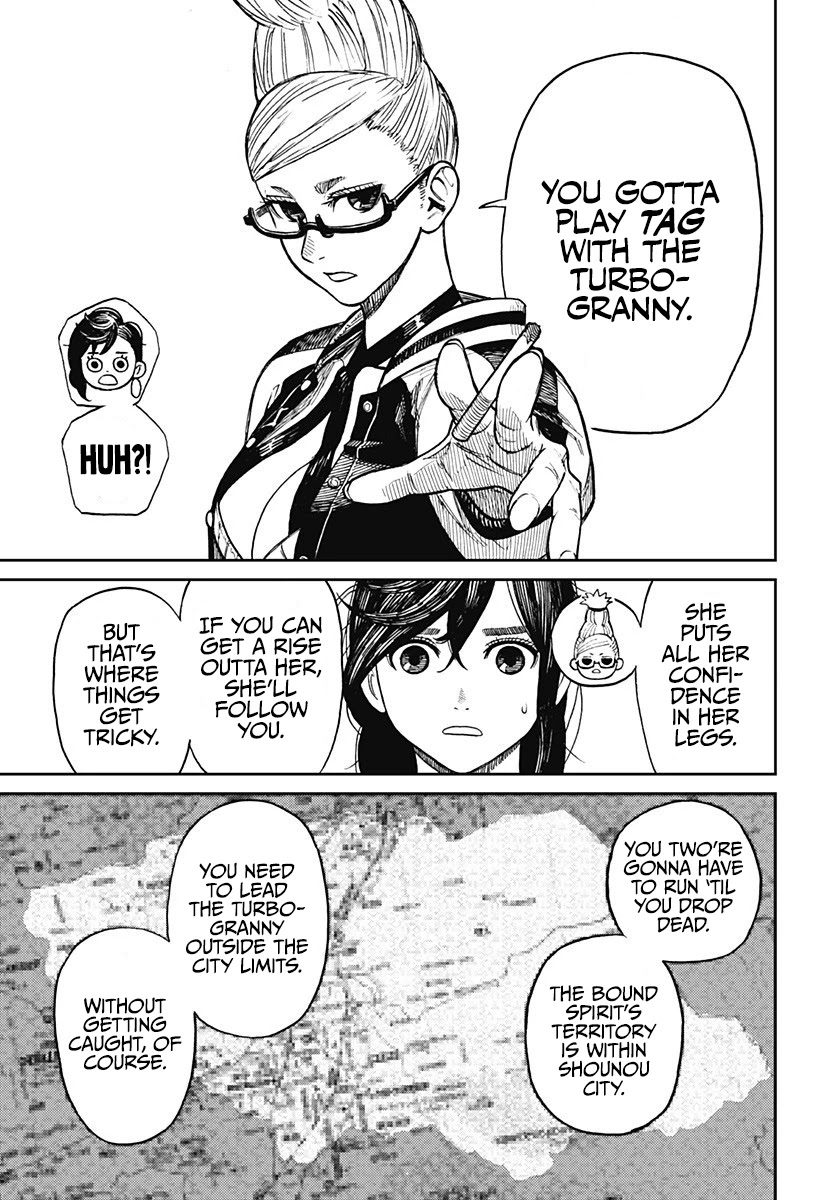 YOU GOTTA
PLAY TAG
WITH THE
TURBO-
GRANNY.
HUH?!
SHE
PUTS
ALL HER
CONFI-
DENCE
IN HER
LEGS.
IF YOU CAN
GET A RISE
OUTTA HER,
SHE'LL
FOLLOW
YOU.
BUT
THAT'S
WHERE
THINGS
GET
TRICKY.
YOU TWO'RE
GONNA HAVE
TO RUN 'TIL
YOU DROP
DEAD.
THE BOUND
SPIRIT'S
TERRITORY
IS WITHIN
SHOUNOU
CITY.
YOU NEED
TO LEAD
THE TURBO-
GRANNY
OUTSIDE THE
CITY LIMITS.
WITHOUT
GETTING
CAUGHT, OF
COURSE.